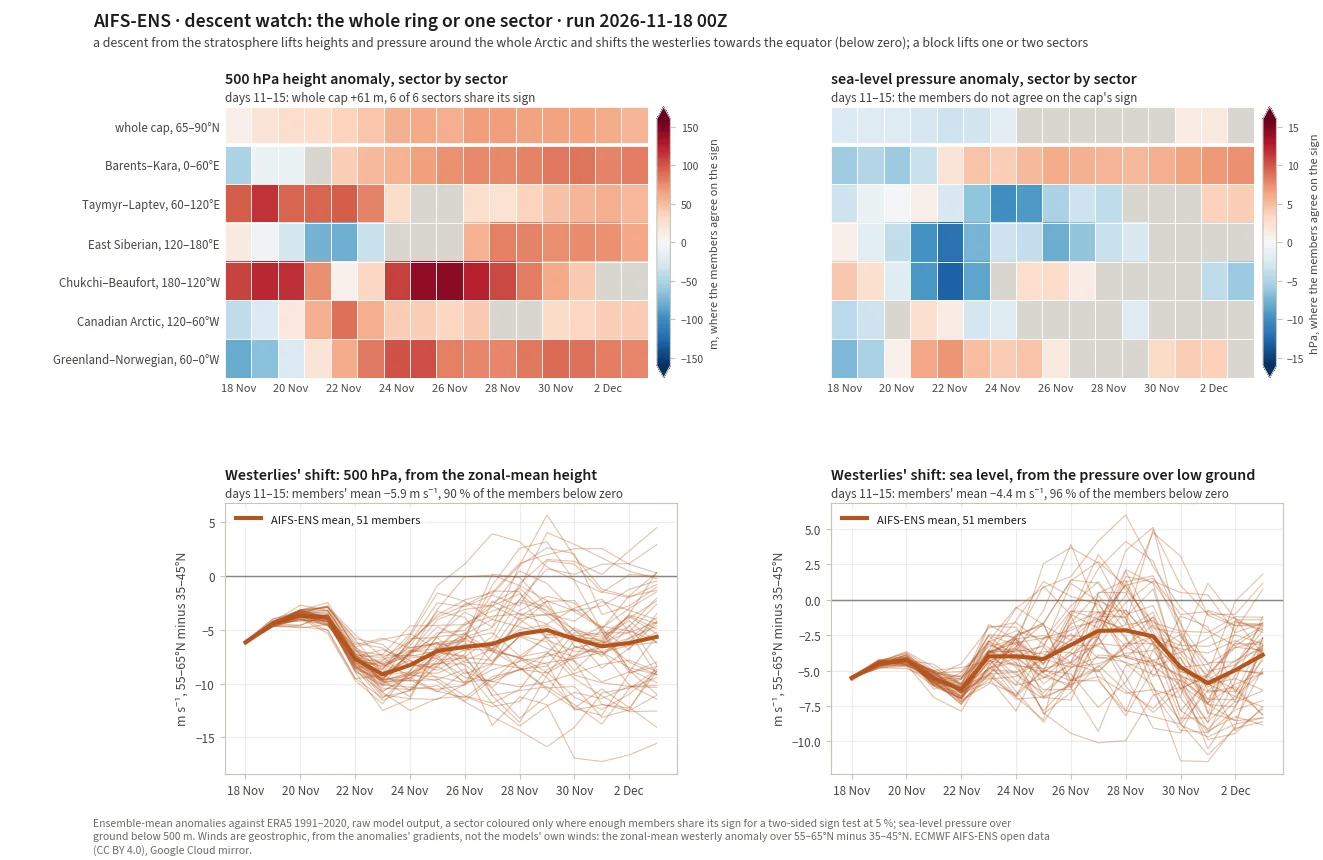 AIFS-ENS · descent watch: the whole ring or one sector · run 2026-11-18 00Z
a descent from the stratosphere lifts heights and pressure around the whole Arctic and shifts the westerlies towards the equator (below zero); a block lifts one or two sectors
500 hPa height anomaly, sector by sector
days 11–15: whole cap +61 m, 6 of 6 sectors share its sign
whole cap, 65–90°N
Barents–Kara, 0–60°E
Taymyr–Laptev, 60–120°E
East Siberian, 120–180°E
Chukchi–Beaufort, 180–120°W
Canadian Arctic, 120–60°W
Greenland–Norwegian, 60–0°W
18 Nov 20 Nov 22 Nov 24 Nov 26 Nov 28 Nov 30 Nov 2 Dec
150
100
50
0
−50
−100
−150
m, where the members agree on the sign
sea-level pressure anomaly, sector by sector
days 11–15: the members do not agree on the cap's sign
18 Nov 20 Nov 22 Nov 24 Nov 26 Nov 28 Nov 30 Nov 2 Dec
15
10
5
0
−5
−10
−15
hPa, where the members agree on the sign
Westerlies' shift: 500 hPa, from the zonal-mean height
days 11–15: members' mean −5.9 m s⁻¹, 90 % of the members below zero
AIFS-ENS mean, 51 members
5
0
−5
−10
−15
m s⁻¹, 55–65°N minus 35–45°N
18 Nov 20 Nov 22 Nov 24 Nov 26 Nov 28 Nov 30 Nov 2 Dec
Westerlies' shift: sea level, from the pressure over low ground
days 11–15: members' mean −4.4 m s⁻¹, 96 % of the members below zero
AIFS-ENS mean, 51 members
5.0
2.5
0.0
−2.5
−5.0
−7.5
−10.0
m s⁻¹, 55–65°N minus 35–45°N
18 Nov 20 Nov 22 Nov 24 Nov 26 Nov 28 Nov 30 Nov 2 Dec
Ensemble-mean anomalies against ERA5 1991–2020, raw model output, a sector coloured only where enough members share its sign for a two-sided sign test at 5 %; sea-level pressure over
ground below 500 m. Winds are geostrophic, from the anomalies' gradients, not the models' own winds: the zonal-mean westerly anomaly over 55–65°N minus 35–45°N. ECMWF AIFS-ENS open data
(CC BY 4.0), Google Cloud mirror.